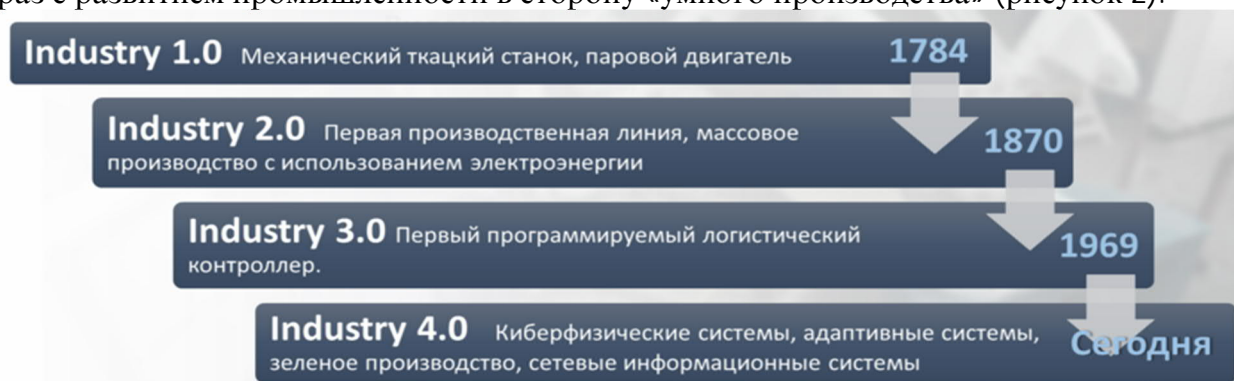 раз с развитием промышленности в сторону «умного производства» (рисунок 2).
Industry 1.0 Механический ткацкий станок, паровой двигатель 1784
Industry 2.0 Первая производственная линия, массовое
производство с использованием электроэнергии
1870
Industry 3.0 Первый программируемый логистический
контроллер.
1969
Industry 4.0 Киберфизические системы, адаптивные системы,
зеленое производство, сетевые информационные системы
Сегодня